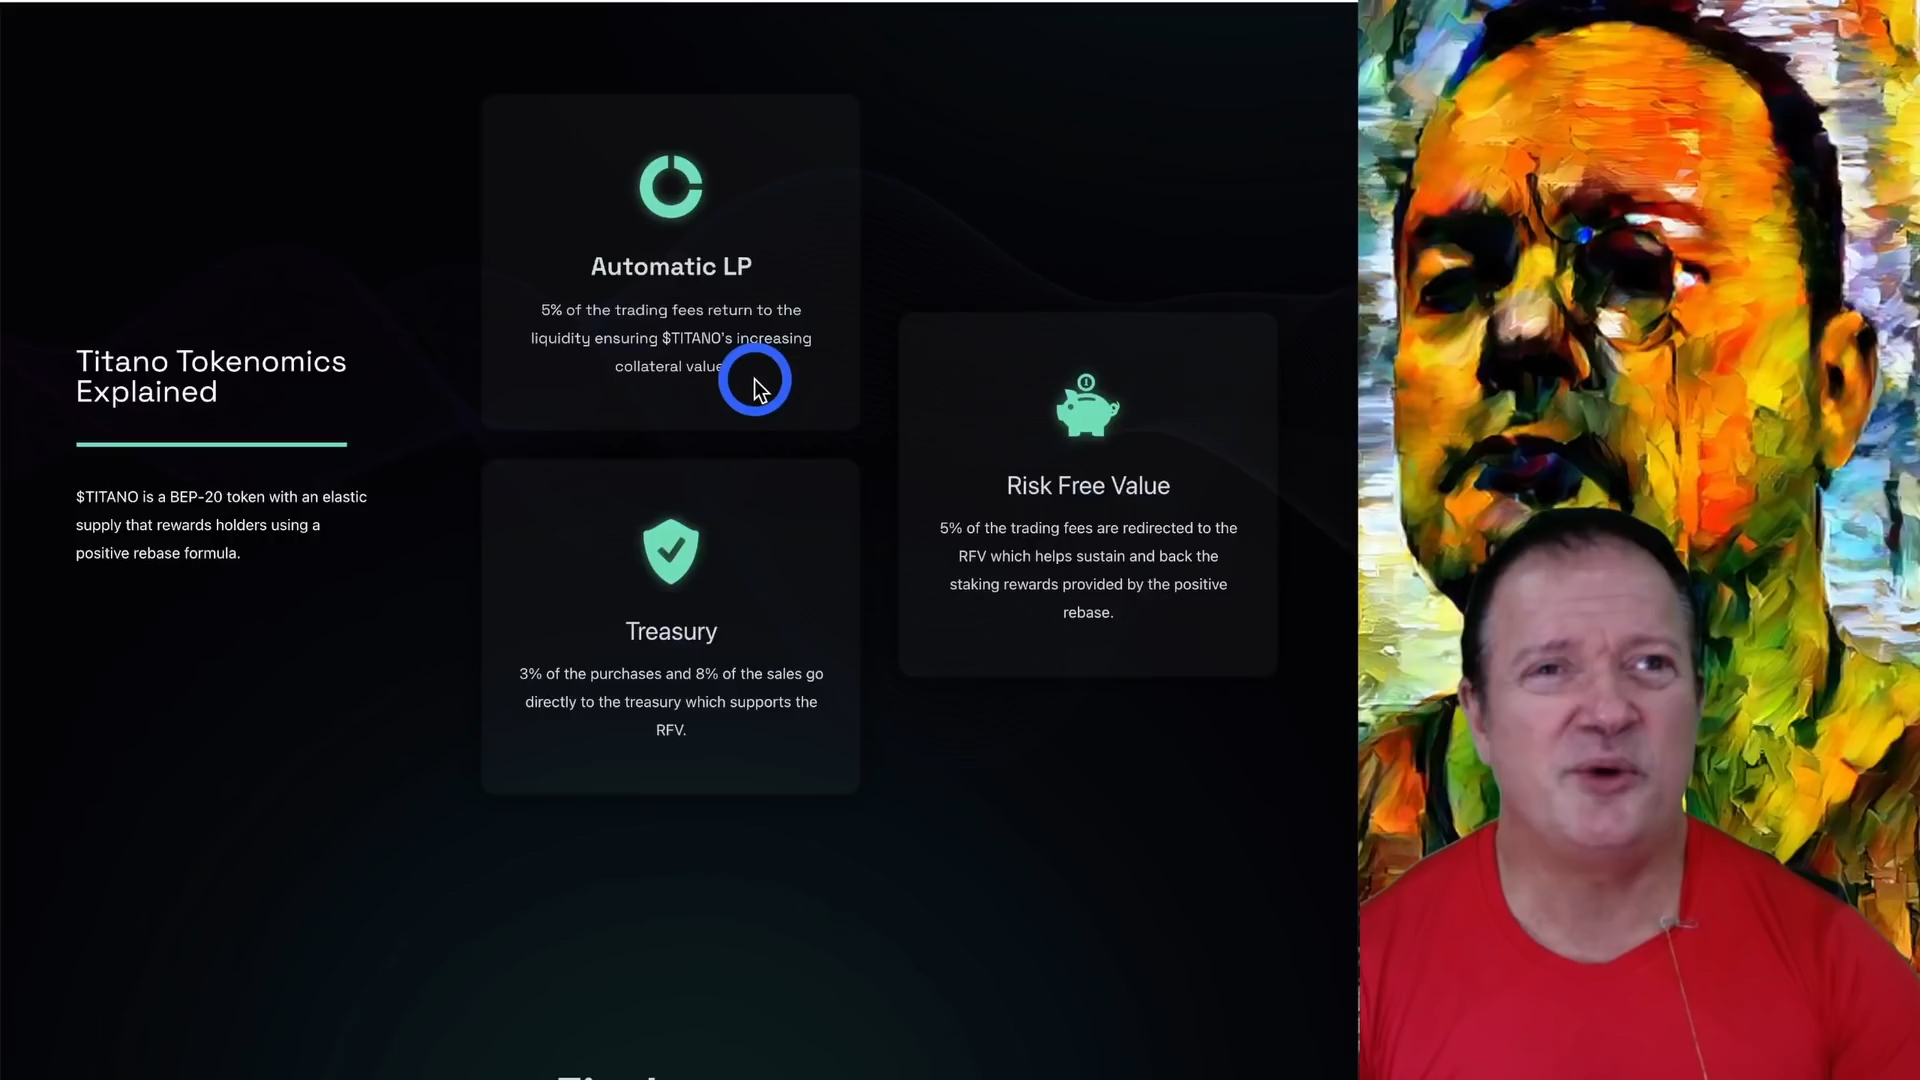 Titano Tokenomics
Explained
$TITANO is a BEP-20 token with an elastic
supply that rewards holders using a
positive rebase formula.
Automatic LP
5% of the trading fees return to the
liquidity ensuring $TITANO's increasing
collateral value
Treasury
3% of the purchases and 8% of the sales go
directly to the treasury which supports the
RFV.
Risk Free Value
5% of the trading fees are redirected to the
RFV which helps sustain and back the
staking rewards provided by the positive
rebase.